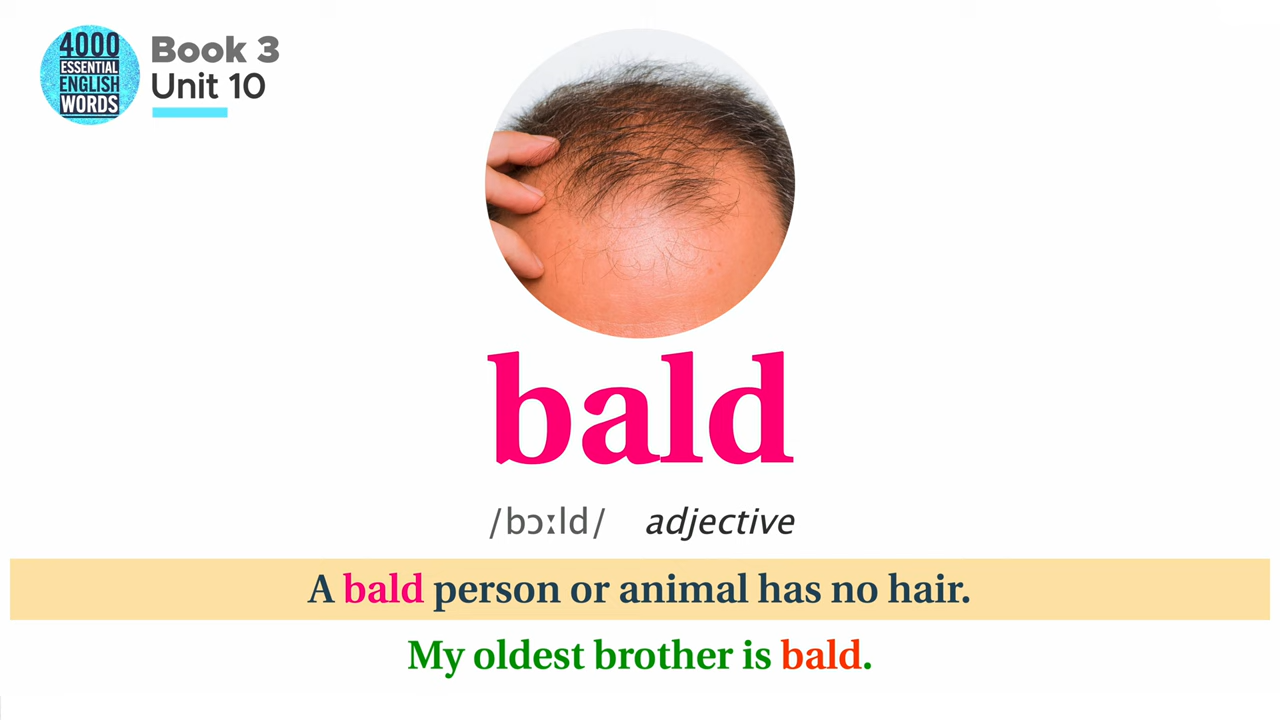 4000
ESSENTIAL
ENGLISH
WORDS
Book 3
Unit 10
bald
/bɔːld/ adjective
A bald person or animal has no hair.
My oldest brother is bald.